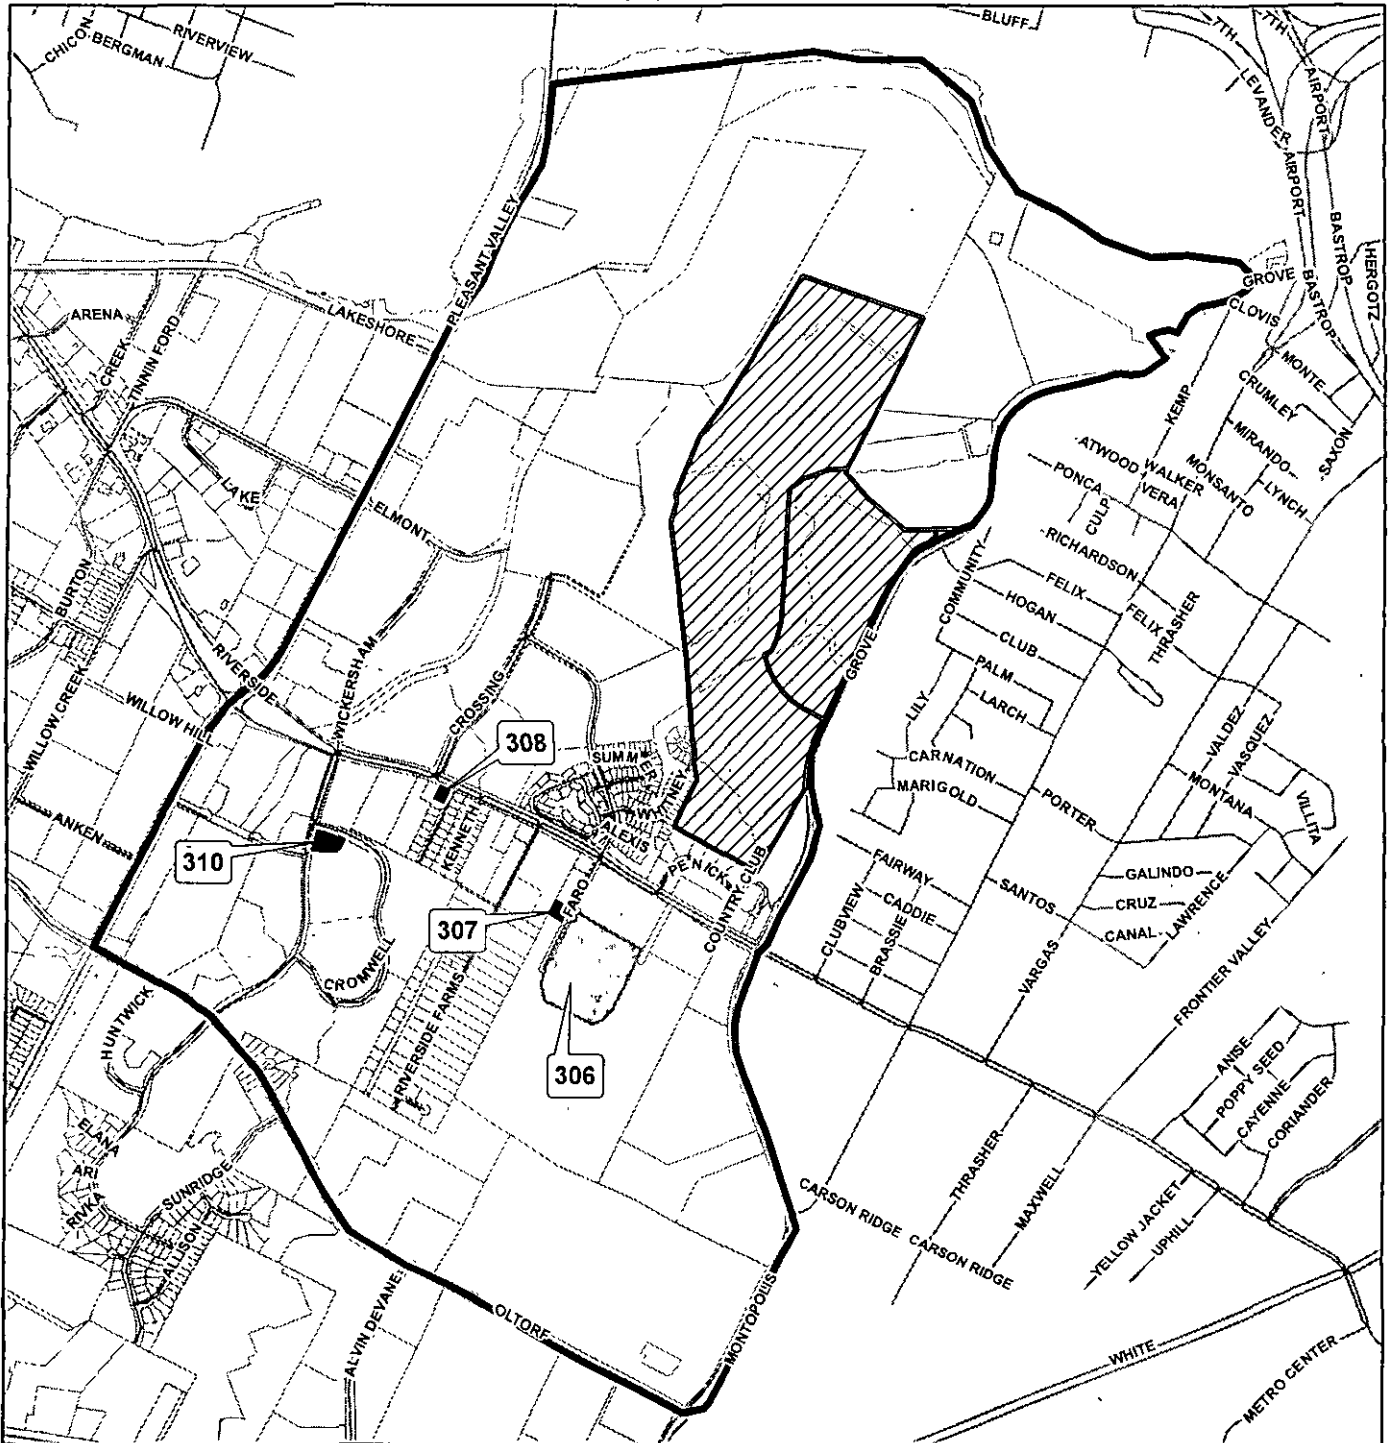 CHICON
BERGMAN
RIVERVIEW
BLUFF
7TH
7TH
LEVANDER
AIRPORT
AIRPORT
BASTROP
BASTROP
HERGOTZ
GROVE
CLOVIS
MONTE
CRUMLEY
MIRANDO
LYNCH
SAXON
KEMP
ATWOOD
WALKER
VERA
MONSANTO
PONCA
CULP
RICHARDSON
FELIX
FELIX
THRASHER
HOGAN
COMMUNITY
CLUB
PALM
LARCH
LILY
CARNATION
MARIGOLD
PORTER
VALDEZ
VASQUEZ
MONTANA
VILLITA
PLEASANT VALLEY
LAKESHORE
ARENA
CREEK
TINNIN FORD
LAKE
ELMONT
BURTON
WILLOW CREEK
WILLOW HILL
RIVERSIDE
WICKERSHAM
CROSSING
GROVE
308
SUMMER
WHITNEY
ALEXIS
KENNETH
ANKEN
310
PENICK
COUNTRY CLUB
FAIRWAY
CADDIE
CLUBVIEW
BRASSIE
SANTOS
GALINDO
CRUZ
CANAL
LAWRENCE
VARGAS
FRONTIER VALLEY
307
FARO
CROMWELL
RIVERSIDE FARMS
306
HUNTWICK
ELANA
ARI
RIVKA
SUNRIDGE
ALLISON
ANISE
POPPY SEED
CAYENNE
CORIANDER
THRASHER
MAXWELL
CARSON RIDGE
CARSON RIDGE
YELLOW JACKET
UPHILL
ALVIN DEVANE
OLTORF
MONTOPOLIS
WHITE
METRO CENTER